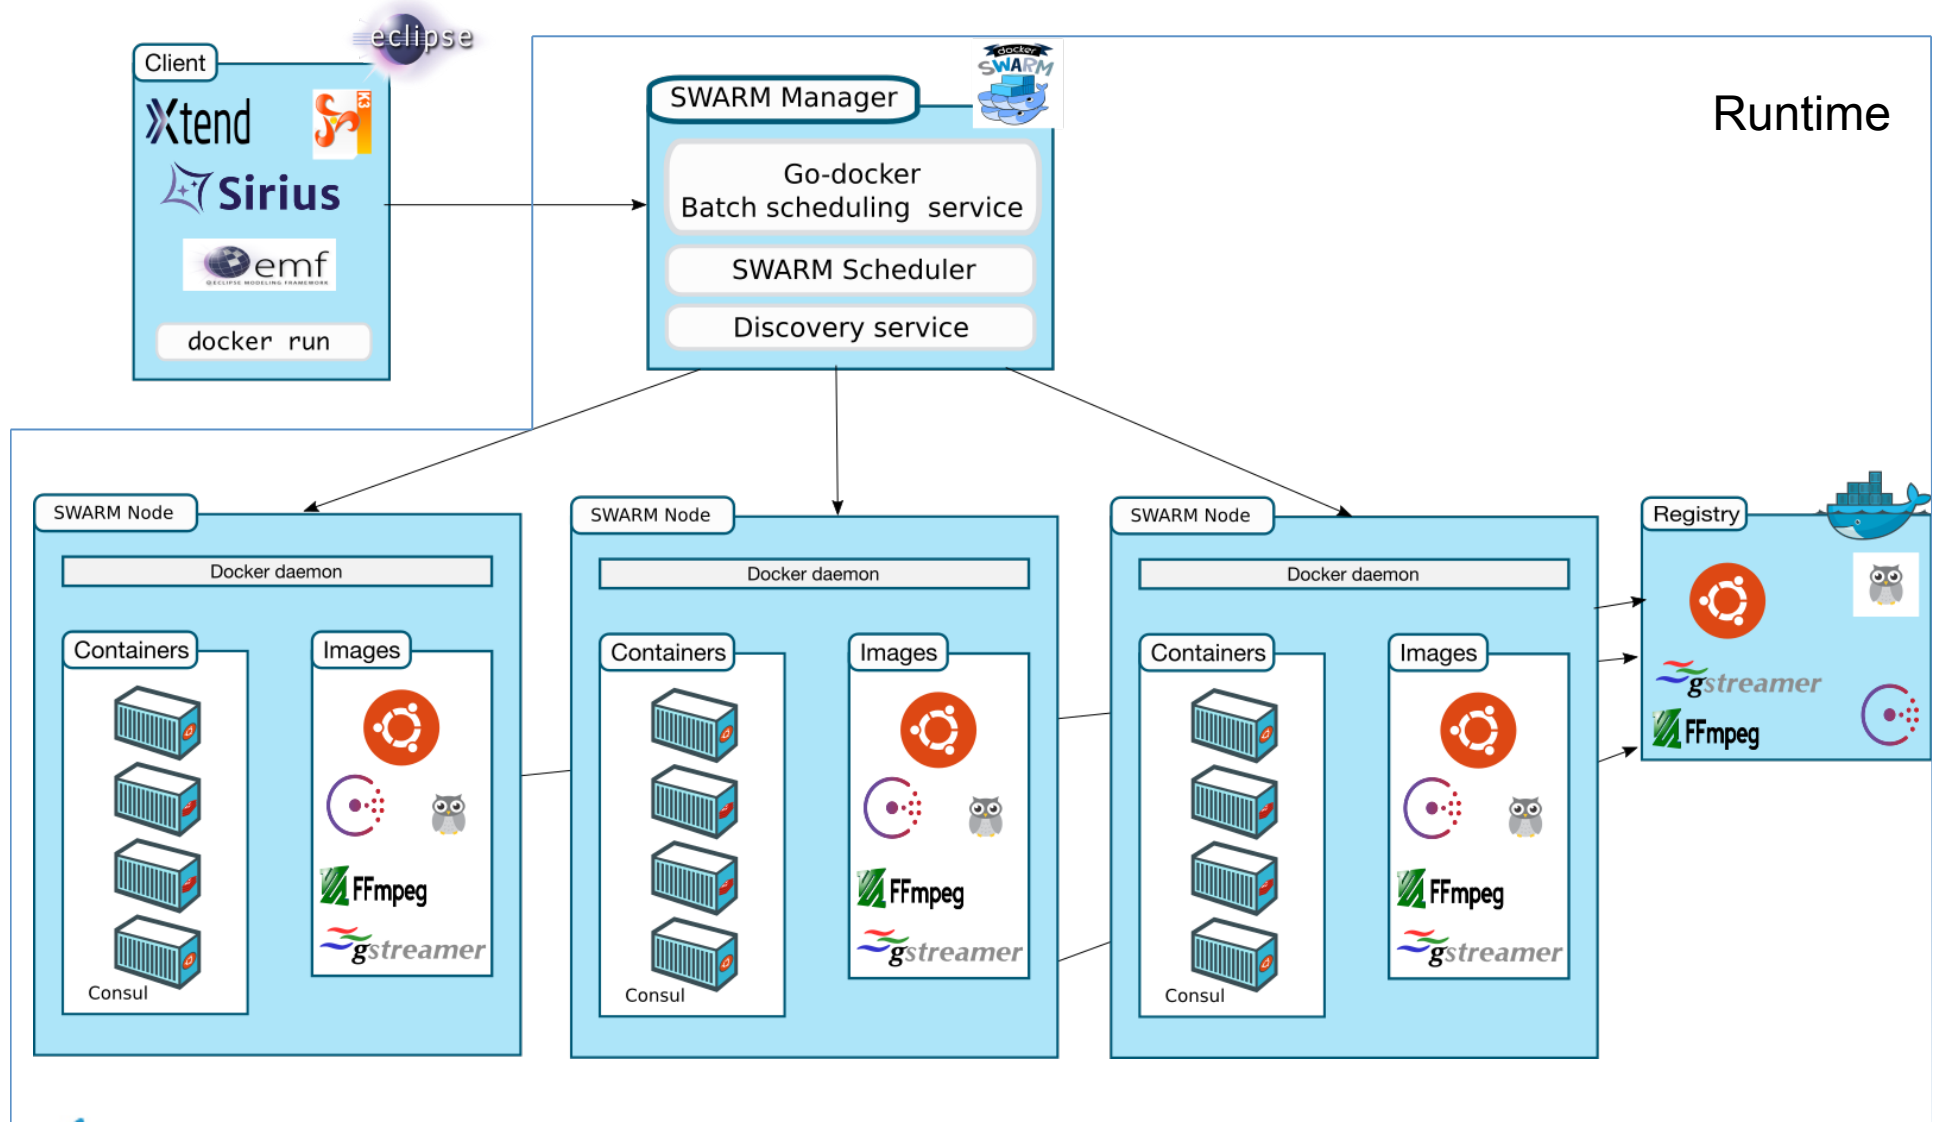 eclipse
Client
Xtend
K3
Sirius
emf
ECLIPSE MODELING FRAMEWORK
docker run
docker
SWARM
SWARM Manager
Go-docker
Batch scheduling service
SWARM Scheduler
Discovery service
Runtime
SWARM Node
Docker daemon
Containers
Consul
Images
FFmpeg
gstreamer
SWARM Node
Docker daemon
Containers
Consul
Images
FFmpeg
gstreamer
SWARM Node
Docker daemon
Containers
Consul
Images
FFmpeg
gstreamer
Registry
gstreamer
FFmpeg